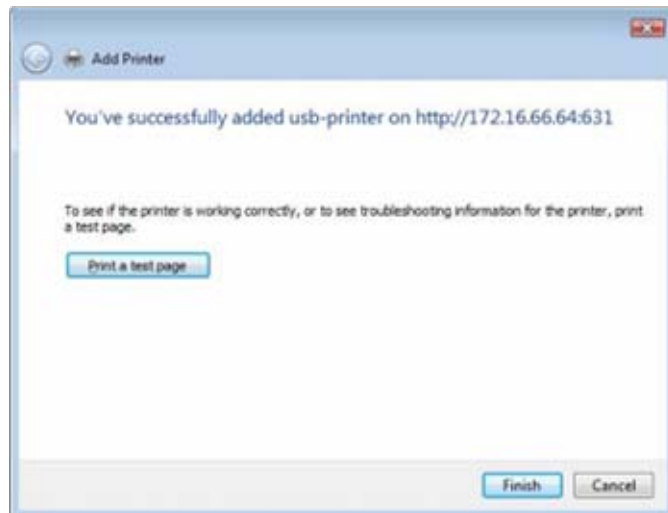 Add Printer
You've successfully added usb-printer on http://172.16.66.64:631
To see if the printer is working correctly, or to see troubleshooting information for the printer, print
a test page.
Print a test page
Finish Cancel